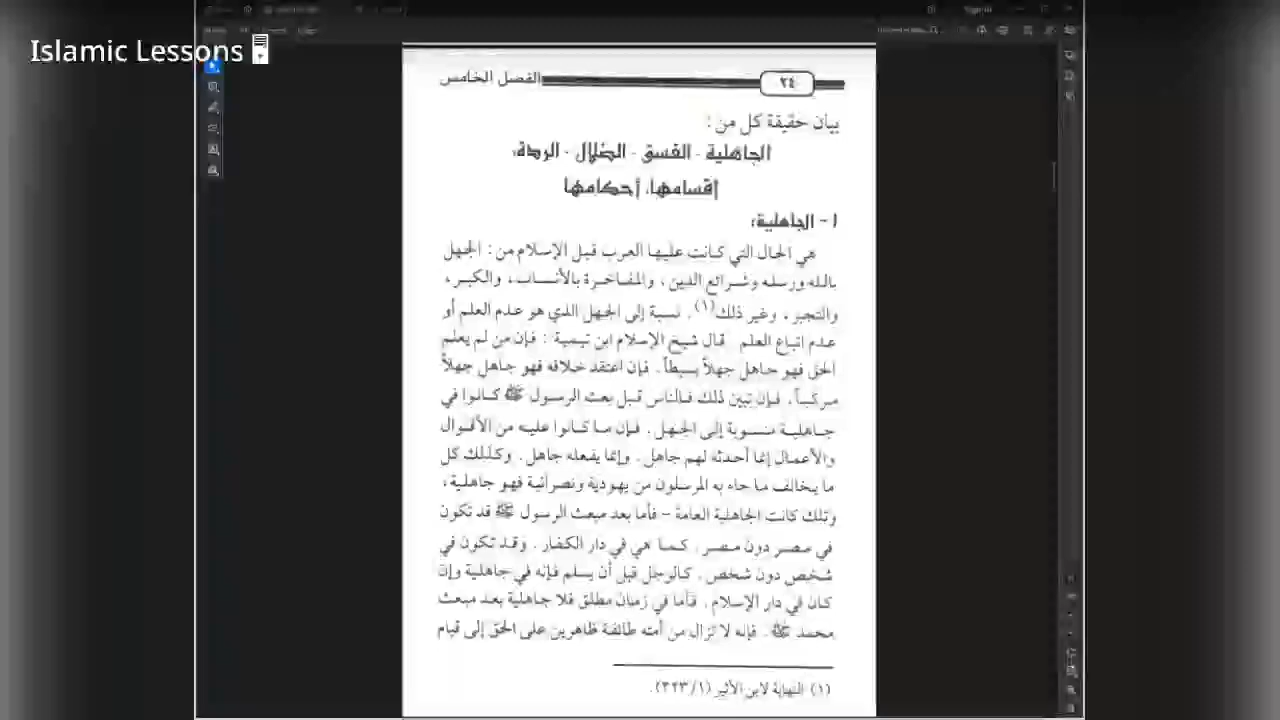 Islamic Lessons
الفصل الخامس
٢٤
بيان حقيقة كل من :
الجاهلية - الفسق - الضلال - الردة،
أقسامها، أحكامها
١ - الجاهلية:
هي الحال التي كانت عليها العرب قبل الإسلام من : الجهل
بالله ورسله وشرائع الدين ، والمفاخرة بالأنساب، والكبر ،
والتجبر ، وغير ذلك(١). نسبة إلى الجهل الذي هو عدم العلم أو
عدم اتباع العلم قال شيخ الإسلام ابن تيمية : فإن من لم يعلم
الحق فهو جاهل جهلاً بسيطاً . فإن اعتقد خلافه فهو جاهل جهلاً
مركباً . فإن تبين ذلك فالناس قبل بعث الرسول ﷺ كانوا في
جاهلية منسوبة إلى الجهل . فإن ما كانوا عليه من الأقوال
والأعمال إنما أحدثه لهم جاهل . وإنما يفعله جاهل . وكذلك كل
ما يخالف ما جاء به المرسلون من يهودية ونصرانية فهو جاهلية ،
وتلك كانت الجاهلية العامة - فأما بعد مبعث الرسول ﷺ قد تكون
في مصر دون مصر . كما هي في دار الكفار . وقد تكون في
شخص دون شخص . كالرجل قبل أن يسلم فإنه في جاهلية وإن
كان في دار الإسلام . فأما في زمان مطلق فلا جاهلية بعد مبعث
محمد ﷺ . فإنه لا تزال من أمته طائفة ظاهرين على الحق إلى قيام
(١) النهاية لابن الأثير (٣٢٣/١).